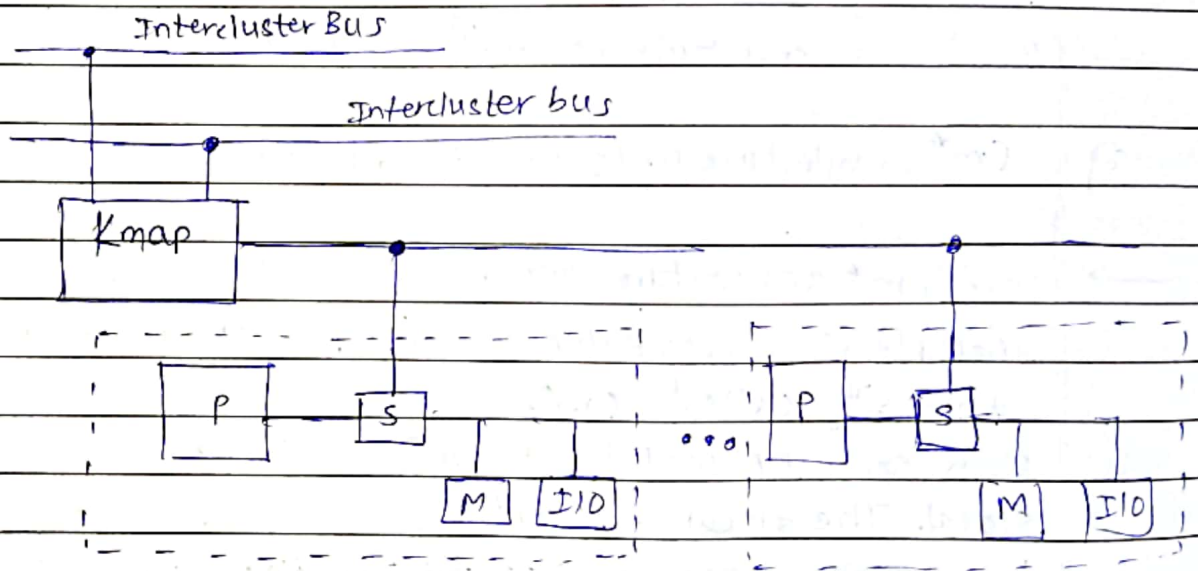 Intercluster Bus
Intercluster bus
Kmap
P S P S
M I/O M I/O